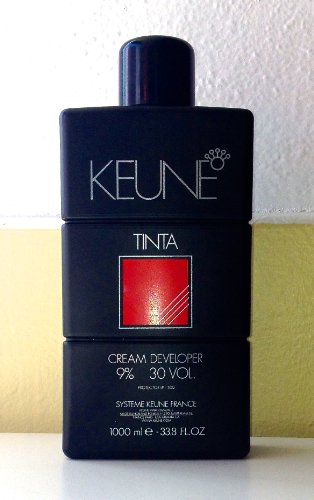 KEUNE
TINTA
CREAM DEVELOPER
9% 30 VOL.
SYSTEME KEUNE FRANCE
1000 ml e - 33.8 FL.OZ